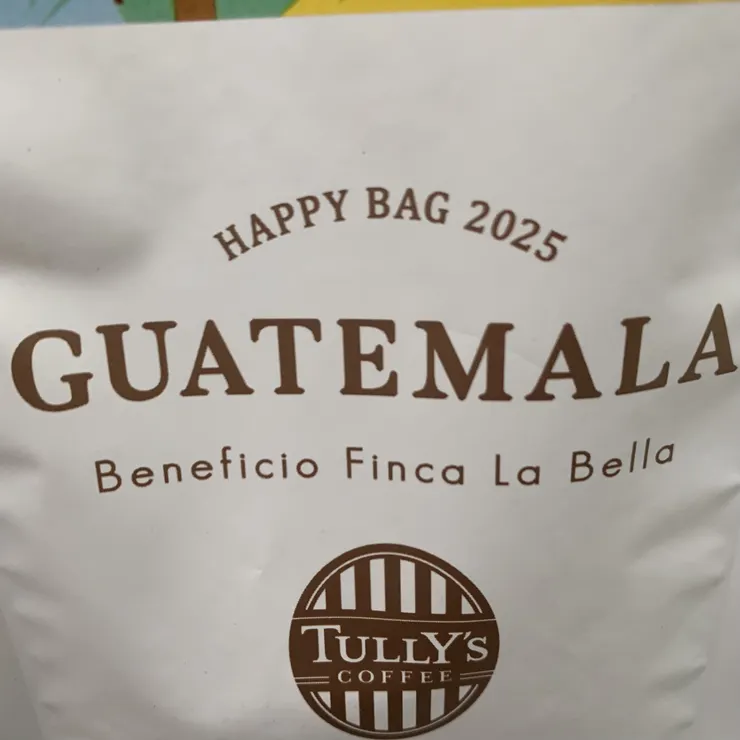 HAPPY BAG 2025
GUATEMALA
Beneficio Finca La Bella
TULLY'S
COFFEE